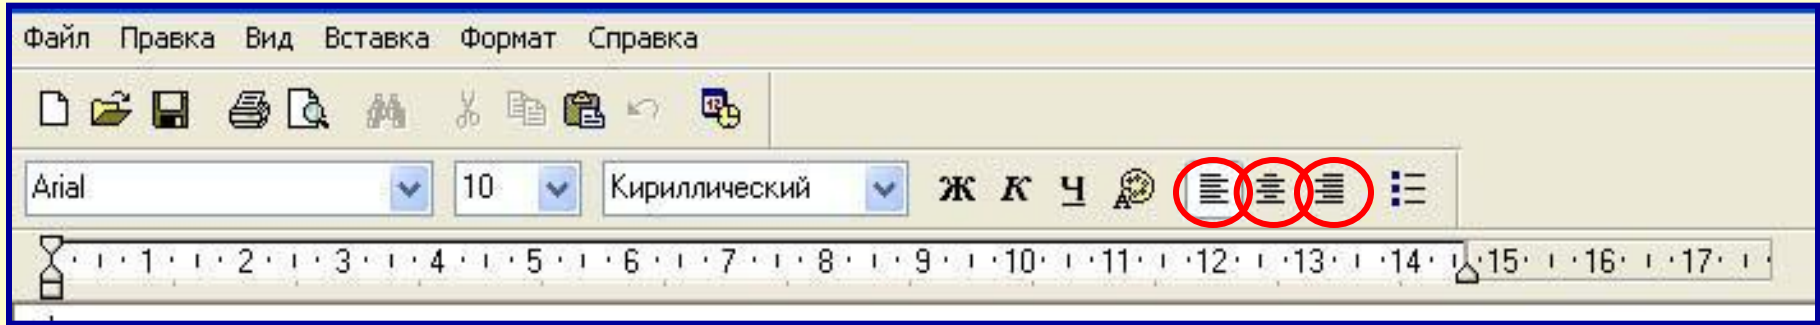 Файл Правка Вид Вставка Формат Справка
12
Arial 10 Кириллический Ж К Ч A
1 2 3 4 5 6 7 8 9 10 11 12 13 14 15 16 17